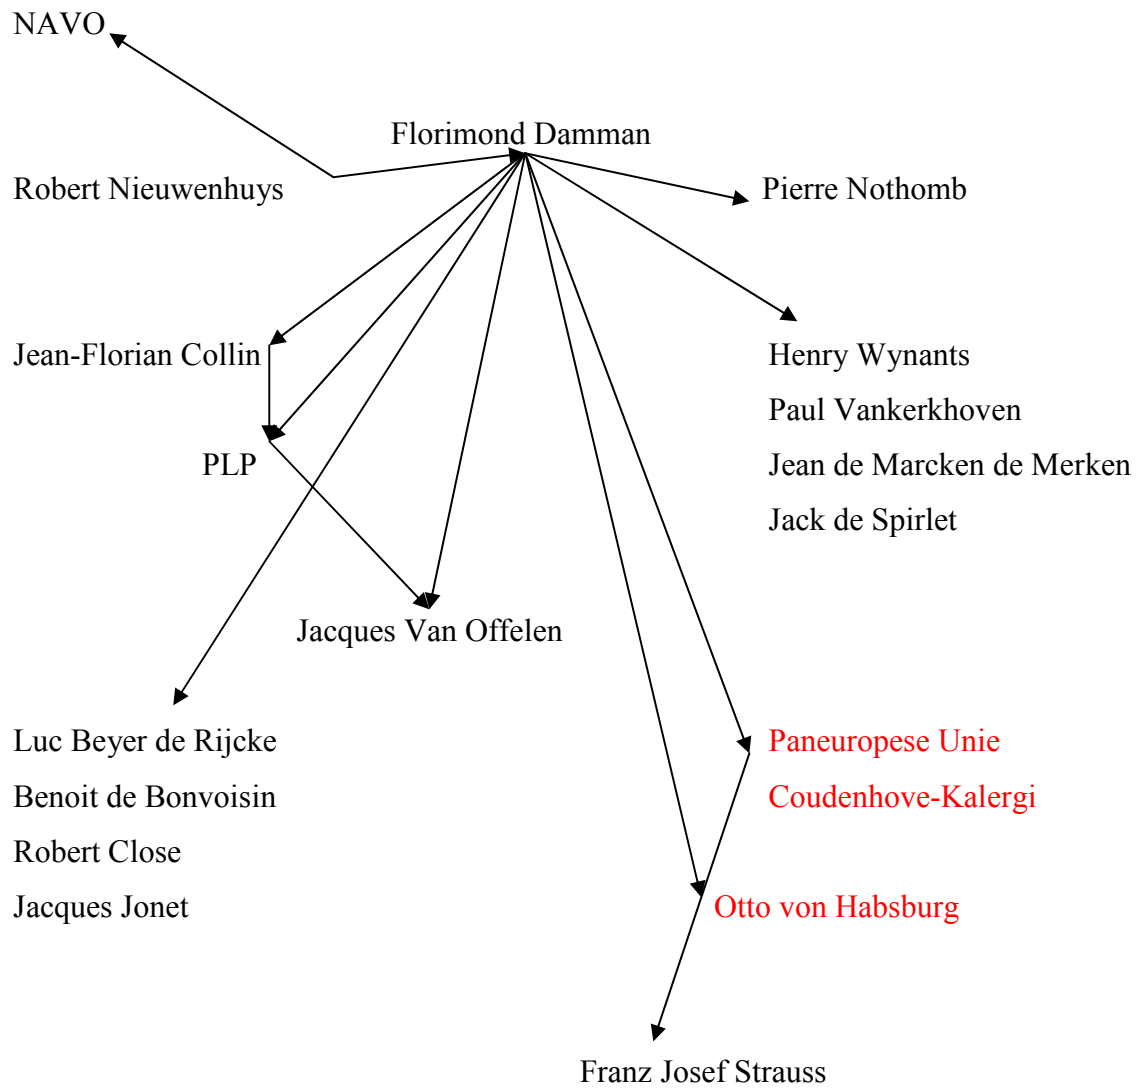 NAVO
Florimond Damman
Robert Nieuwenhuys
Pierre Nothomb
Jean-Florian Collin
Henry Wynants
Paul Vankerkhoven
PLP
Jean de Marcken de Merken
Jack de Spirlet
Jacques Van Offelen
Luc Beyer de Rijcke
Paneuropese Unie
Benoit de Bonvoisin
Coudenhove-Kalergi
Robert Close
Jacques Jonet
Otto von Habsburg
Franz Josef Strauss